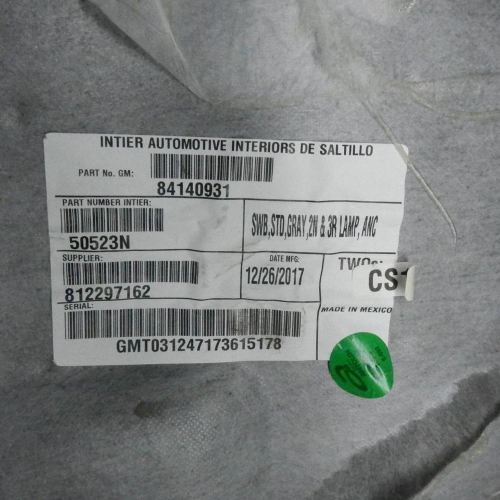 INTIER AUTOMOTIVE INTERIORS DE SALTILLO
PART No. GM:
84140931
PART NUMBER INTIER:
50523N
SWB,STD,GRAY,2N & 3R LAMP, ANC
SUPPLIER:
812297162
DATE MFG:
12/26/2017
SERIAL:
GMT031247173615178
MADE IN MEXICO